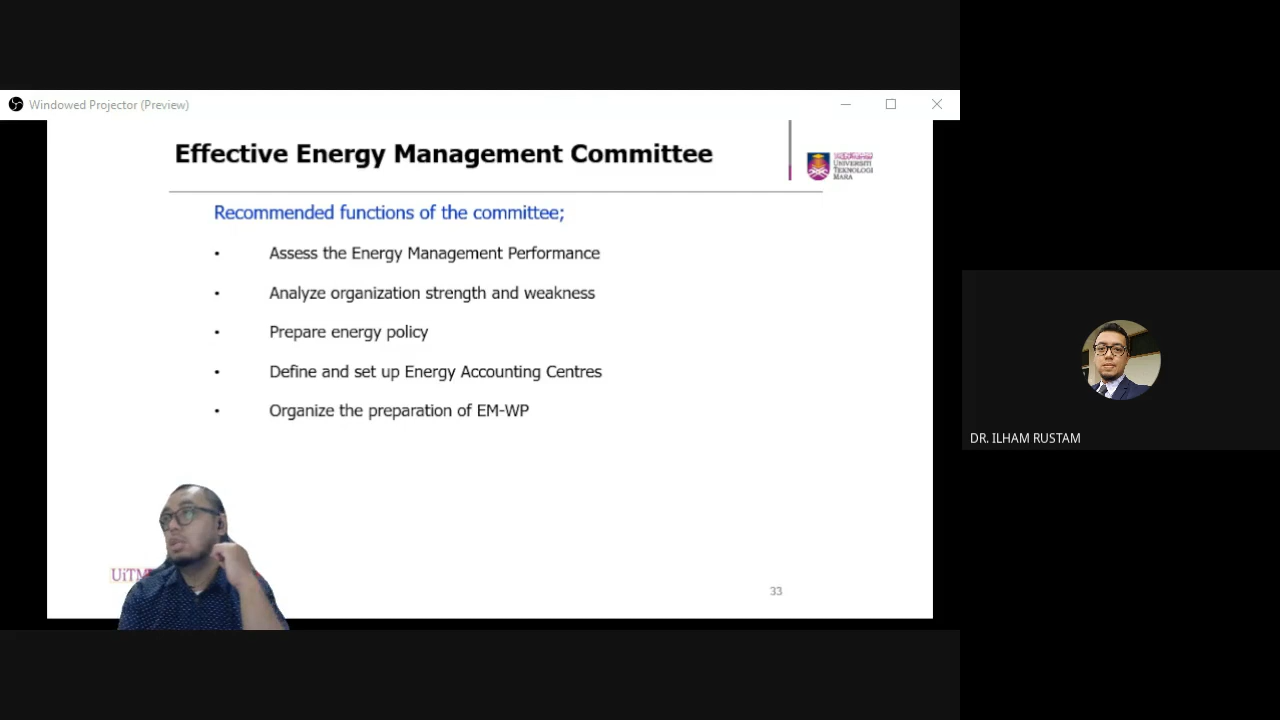 Windowed Projector (Preview)
Effective Energy Management Committee
UNIVERSITI
TEKNOLOGI
MARA
Recommended functions of the committee;
• Assess the Energy Management Performance
• Analyze organization strength and weakness
• Prepare energy policy
• Define and set up Energy Accounting Centres
• Organize the preparation of EM-WP
DR. ILHAM RUSTAM
33